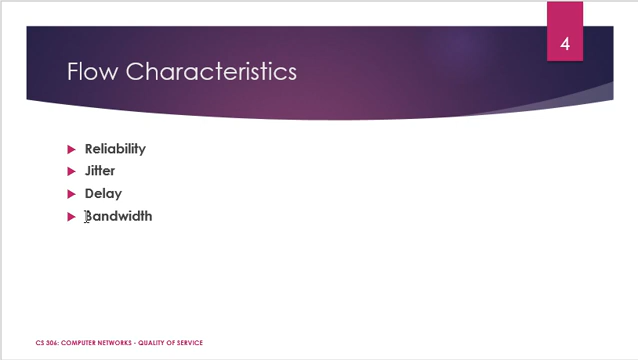 4
Flow Characteristics
Reliability
Jitter
Delay
Bandwidth
CS 306: COMPUTER NETWORKS - QUALITY OF SERVICE